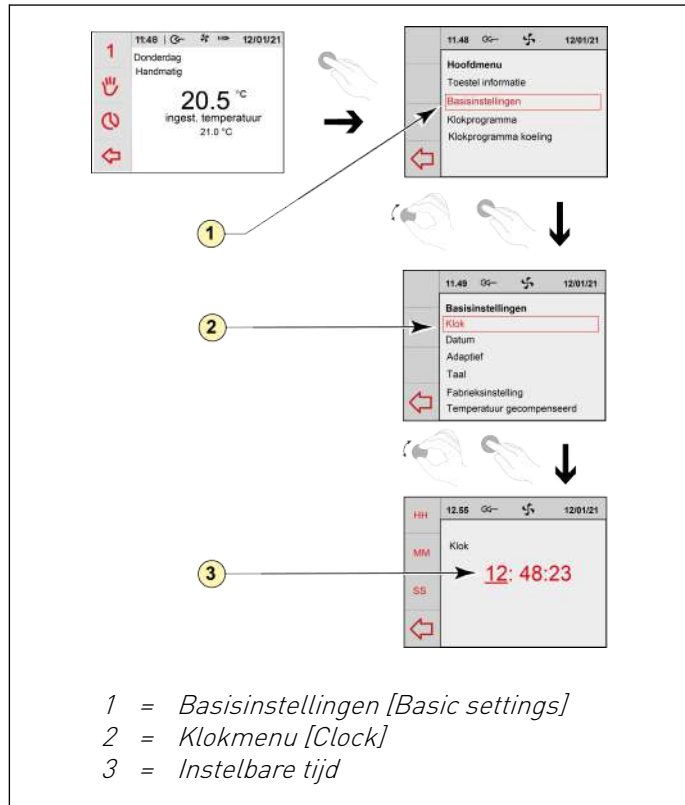 11:48 12/01/21
1
Donderdag
Handmatig
20.5 °C
ingest. temperatuur
21.0 °C
11.48 12/01/21
Hoofdmenu
Toestel informatie
Basisinstellingen
Klokprogramma
Klokprogramma koeling
1
11.49 12/01/21
Basisinstellingen
Klok
Datum
Adaptief
Taal
Fabrieksinstelling
Temperatuur gecompenseerd
2
HH
MM
SS
12.55 12/01/21
Klok
12: 48:23
3
1 = Basisinstellingen [Basic settings]
2 = Klokmenu [Clock]
3 = Instelbare tijd